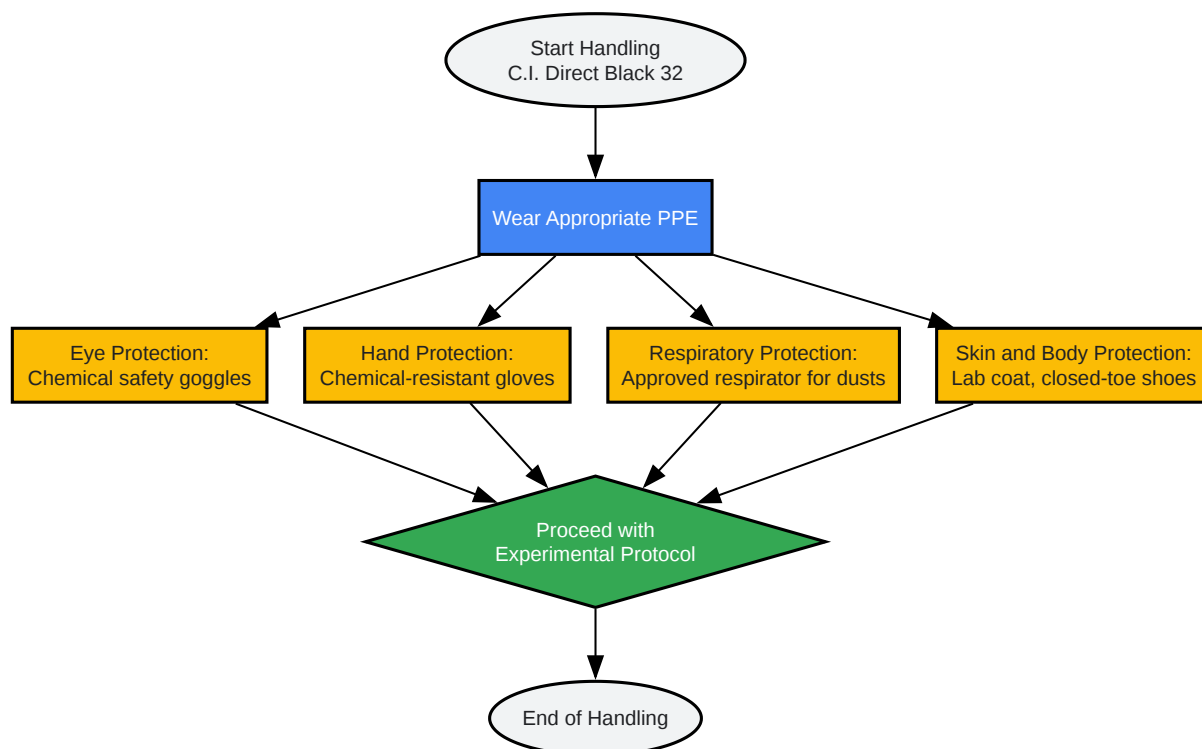 Start Handling
C.I. Direct Black 32
Wear Appropriate PPE
Eye Protection:
Chemical safety goggles
Hand Protection:
Chemical-resistant gloves
Respiratory Protection:
Approved respirator for dusts
Skin and Body Protection:
Lab coat, closed-toe shoes
Proceed with
Experimental Protocol
End of Handling